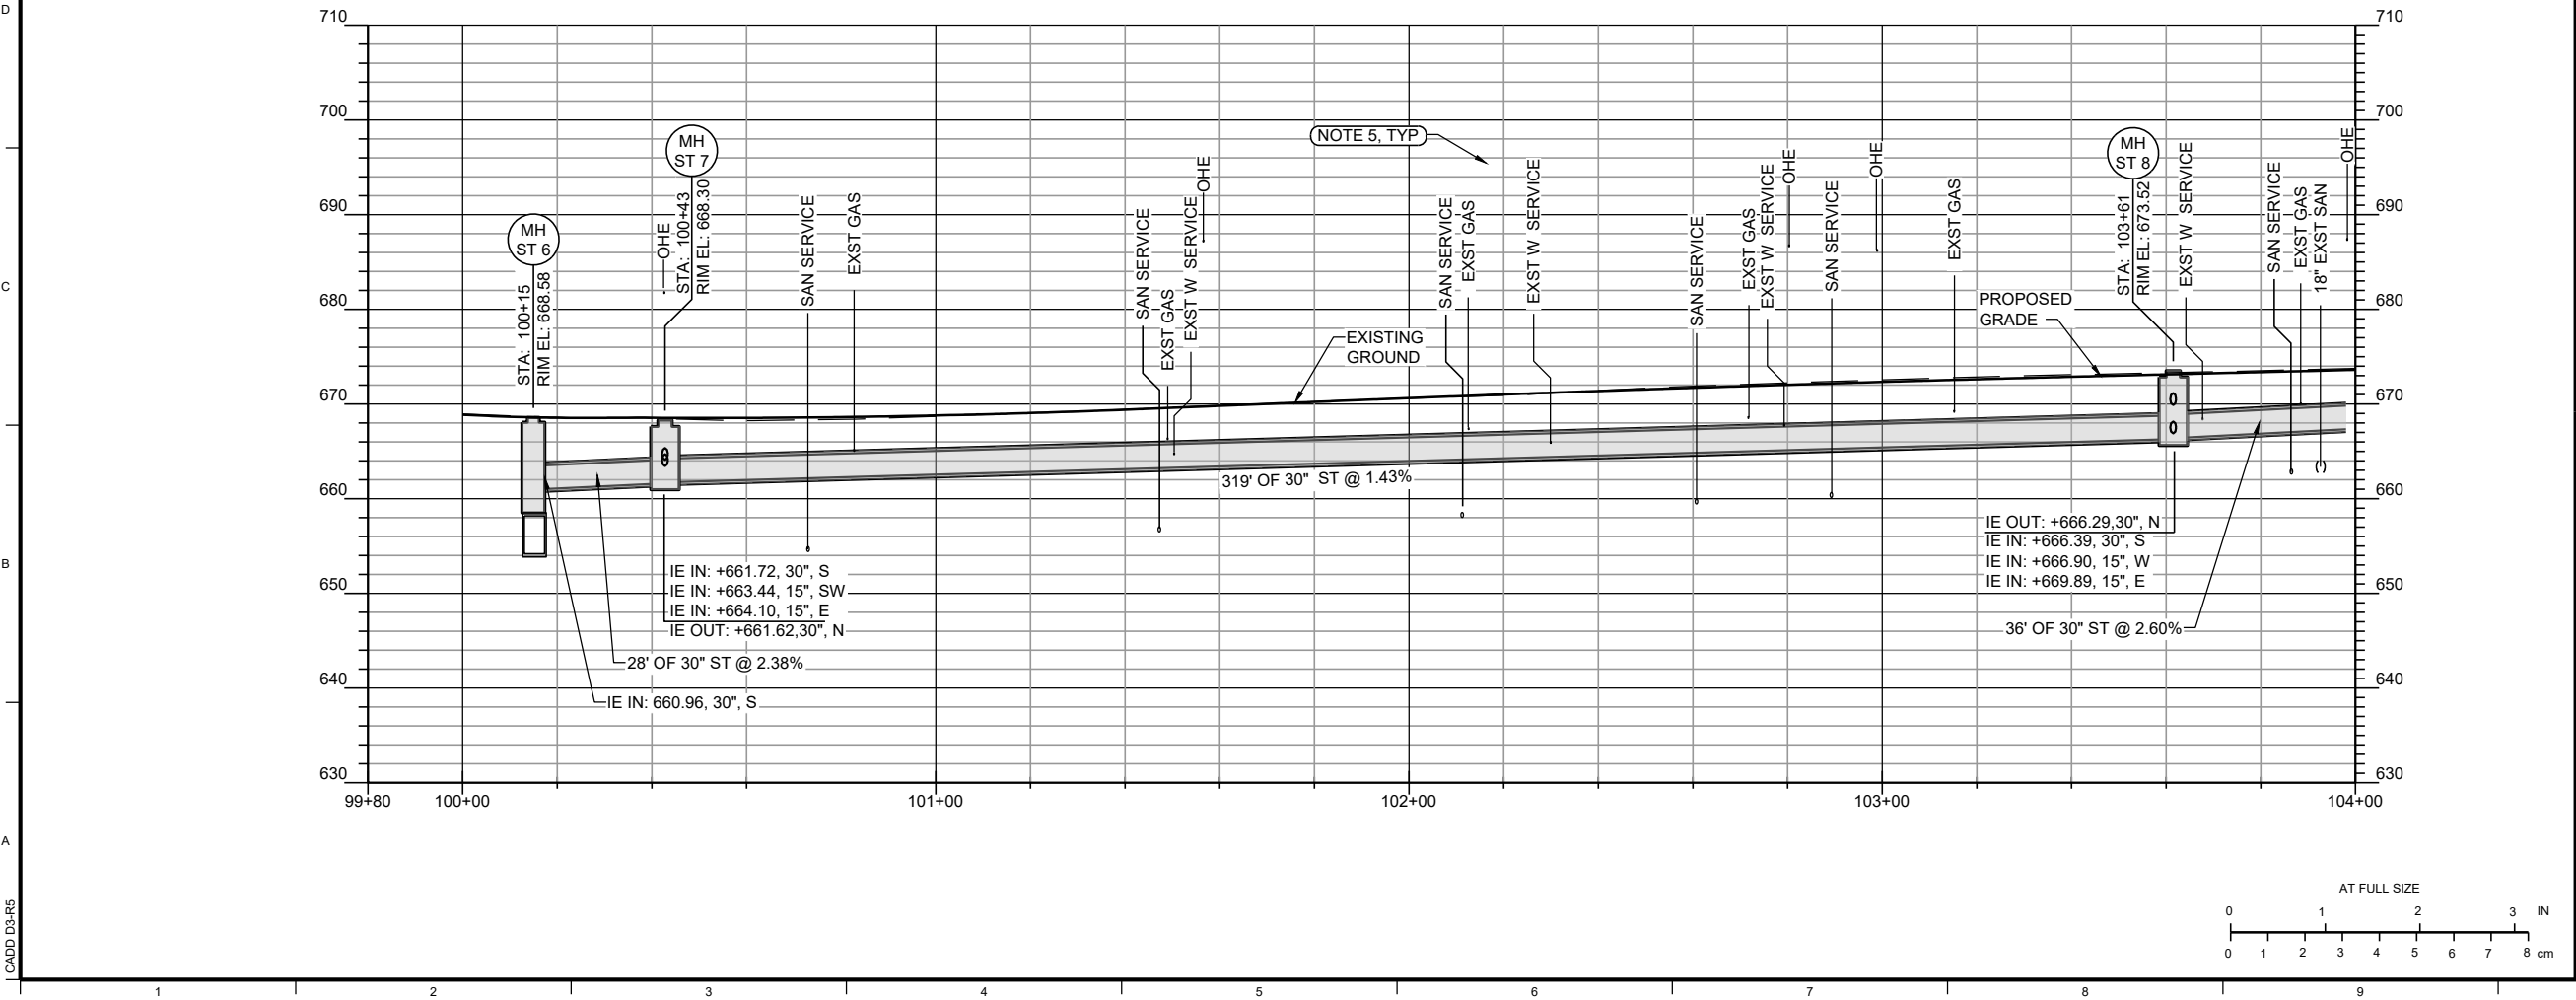 D
C
B
A
CADD D3-R5
710
700
690
680
670
660
650
640
630
710
700
690
680
670
660
650
640
630
MH
ST 6
STA: 100+15
RIM EL: 668.58
MH
ST 7
OHE
STA: 100+43
RIM EL: 668.30
SAN SERVICE
EXST GAS
SAN SERVICE
EXST GAS
EXST W SERVICE
OHE
NOTE 5, TYP
EXISTING
GROUND
SAN SERVICE
EXST GAS
EXST W SERVICE
SAN SERVICE
EXST GAS
EXST W SERVICE
OHE
SAN SERVICE
OHE
EXST GAS
PROPOSED
GRADE
MH
ST 8
STA: 103+61
RIM EL: 673.52
EXST W SERVICE
SAN SERVICE
EXST GAS
18" EXST SAN
OHE
319' OF 30" ST @ 1.43%
IE IN: +661.72, 30", S
IE IN: +663.44, 15", SW
IE IN: +664.10, 15", E
IE OUT: +661.62,30", N
28' OF 30" ST @ 2.38%
IE IN: 660.96, 30", S
IE OUT: +666.29,30", N
IE IN: +666.39, 30", S
IE IN: +666.90, 15", W
IE IN: +669.89, 15", E
36' OF 30" ST @ 2.60%
99+80
100+00
101+00
102+00
103+00
104+00
AT FULL SIZE
0 1 2 3 IN
0 1 2 3 4 5 6 7 8 cm
1 2 3 4 5 6 7 8 9